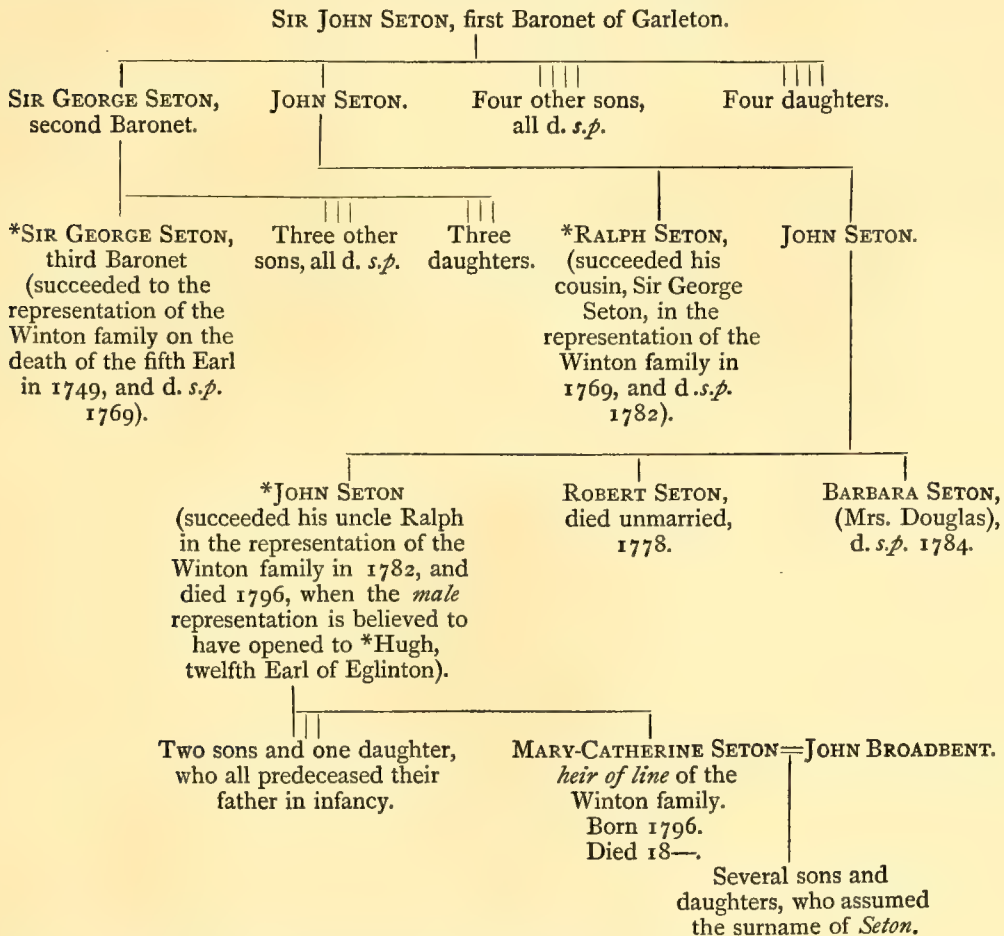 SIR JOHN SETON, first Baronet of Garleton.
SIR GEORGE SETON,
second Baronet.
JOHN SETON.
Four other sons,
all d. s.p.
Four daughters.
*SIR GEORGE SETON,
third Baronet
(succeeded to the
representation of the
Winton family on the
death of the fifth Earl
in 1749, and d. s.p.
1769).
Three other
sons, all d. s.p.
Three
daughters.
*RALPH SETON,
(succeeded his
cousin, Sir George
Seton, in the
representation of the
Winton family in
1769, and d .s.p.
1782).
JOHN SETON.
*JOHN SETON
(succeeded his uncle Ralph
in the representation of the
Winton family in 1782, and
died 1796, when the male
representation is believed to
have opened to *Hugh,
twelfth Earl of Eglinton).
ROBERT SETON,
died unmarried,
1778.
BARBARA SETON,
(Mrs. Douglas),
d. s.p. 1784.
Two sons and one daughter,
who all predeceased their
father in infancy.
MARY-CATHERINE SETON=JOHN BROADBENT.
heir of line of the
Winton family.
Born 1796.
Died 18—.
Several sons and
daughters, who assumed
the surname of Seton.